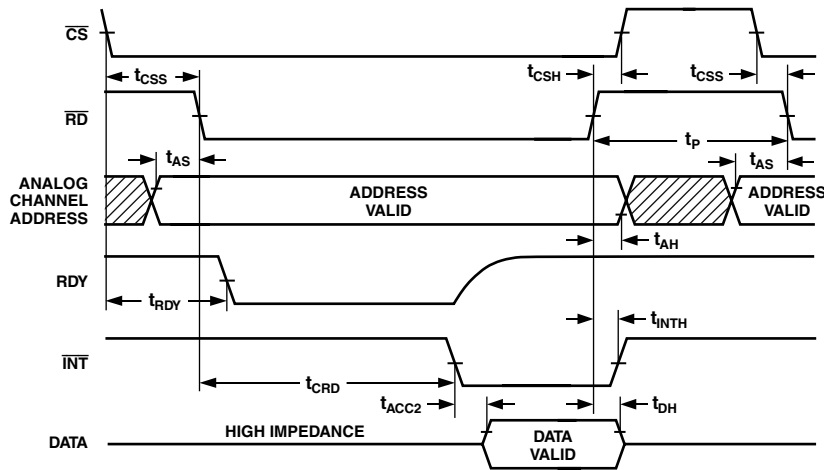 CS
tCSS
tCSH
tCSS
RD
tAS
tP
tAS
ANALOG
CHANNEL
ADDRESS
ADDRESS
VALID
ADDRESS
VALID
tAH
RDY
tRDY
tINTH
INT
tCRD
tACC2
tDH
DATA
HIGH IMPEDANCE
DATA
VALID